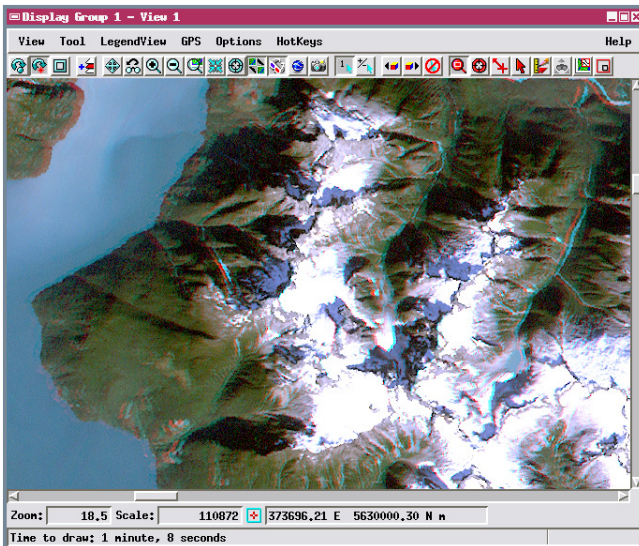 Display Group 1 - View 1
View Tool LegendView GPS Options HotKeys Help
1
Zoom: 18.5 Scale: 110872 373696.21 E 5630000.30 N m
Time to draw: 1 minute, 8 seconds